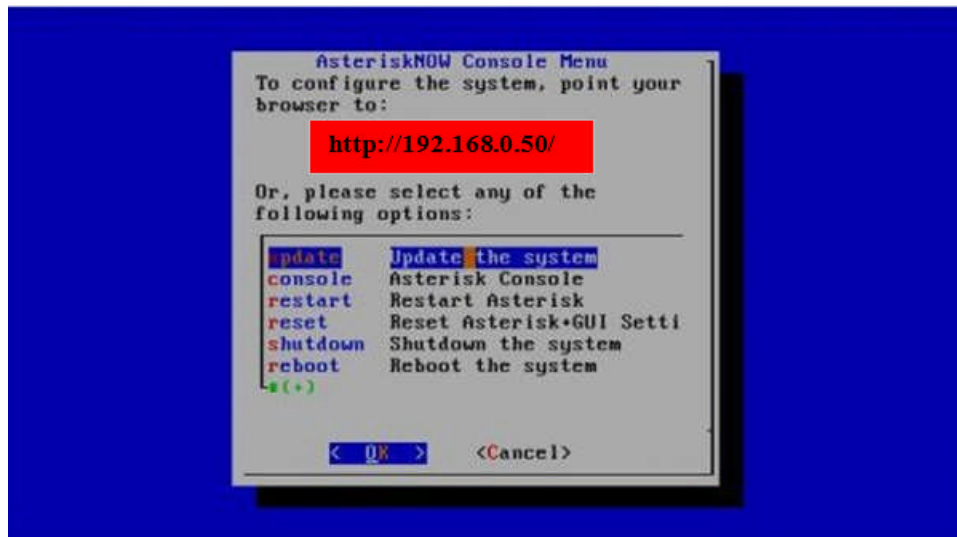 AsteriskNOW Console Menu
To configure the system, point your
browser to:
http://192.168.0.50/
Or, please select any of the
following options:
update Update the system
console Asterisk Console
restart Restart Asterisk
reset Reset Asterisk+GUI Setti
shutdown Shutdown the system
reboot Reboot the system
(+)
< OK > <Cancel>